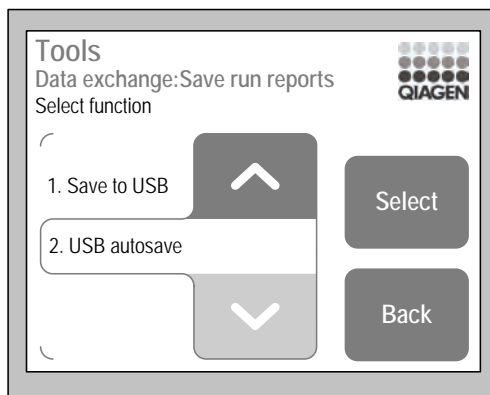 Tools
Data exchange:Save run reports
Select function
QIAGEN
1. Save to USB
2. USB autosave
Select
Back